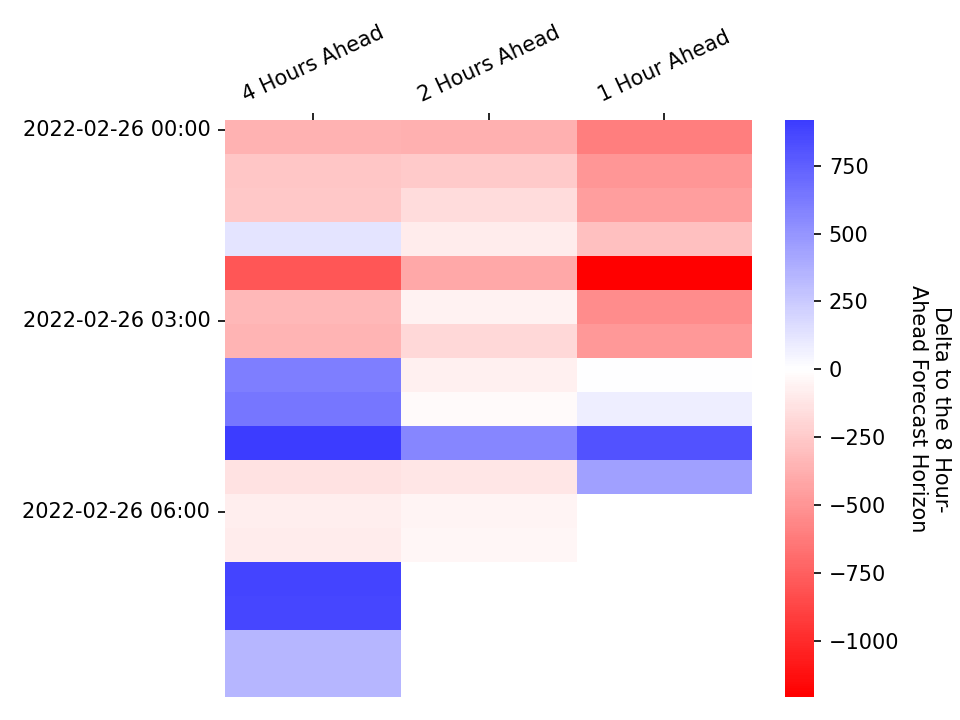 4 Hours Ahead
2 Hours Ahead
1 Hour Ahead
2022-02-26 00:00
2022-02-26 03:00
2022-02-26 06:00
750
500
250
0
−250
−500
−750
−1000
Delta to the 8 Hour-
Ahead Forecast Horizon